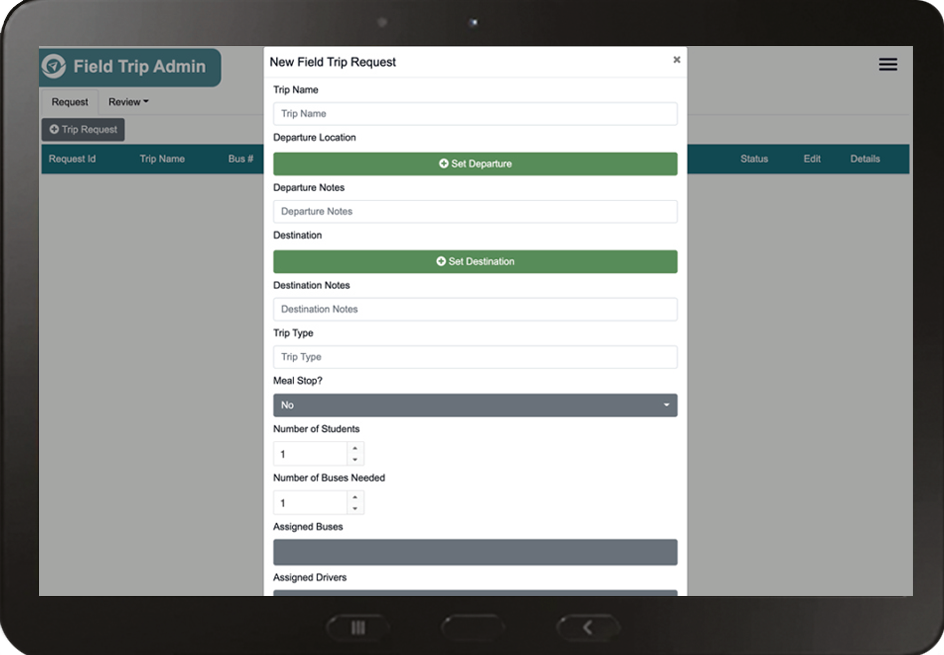 Field Trip Admin
Request Review
Trip Request
Request Id Trip Name Bus # Status Edit Details
New Field Trip Request ×
Trip Name
Trip Name
Departure Location
Set Departure
Departure Notes
Departure Notes
Destination
Set Destination
Destination Notes
Destination Notes
Trip Type
Trip Type
Meal Stop?
No
Number of Students
1
Number of Buses Needed
1
Assigned Buses
Assigned Drivers